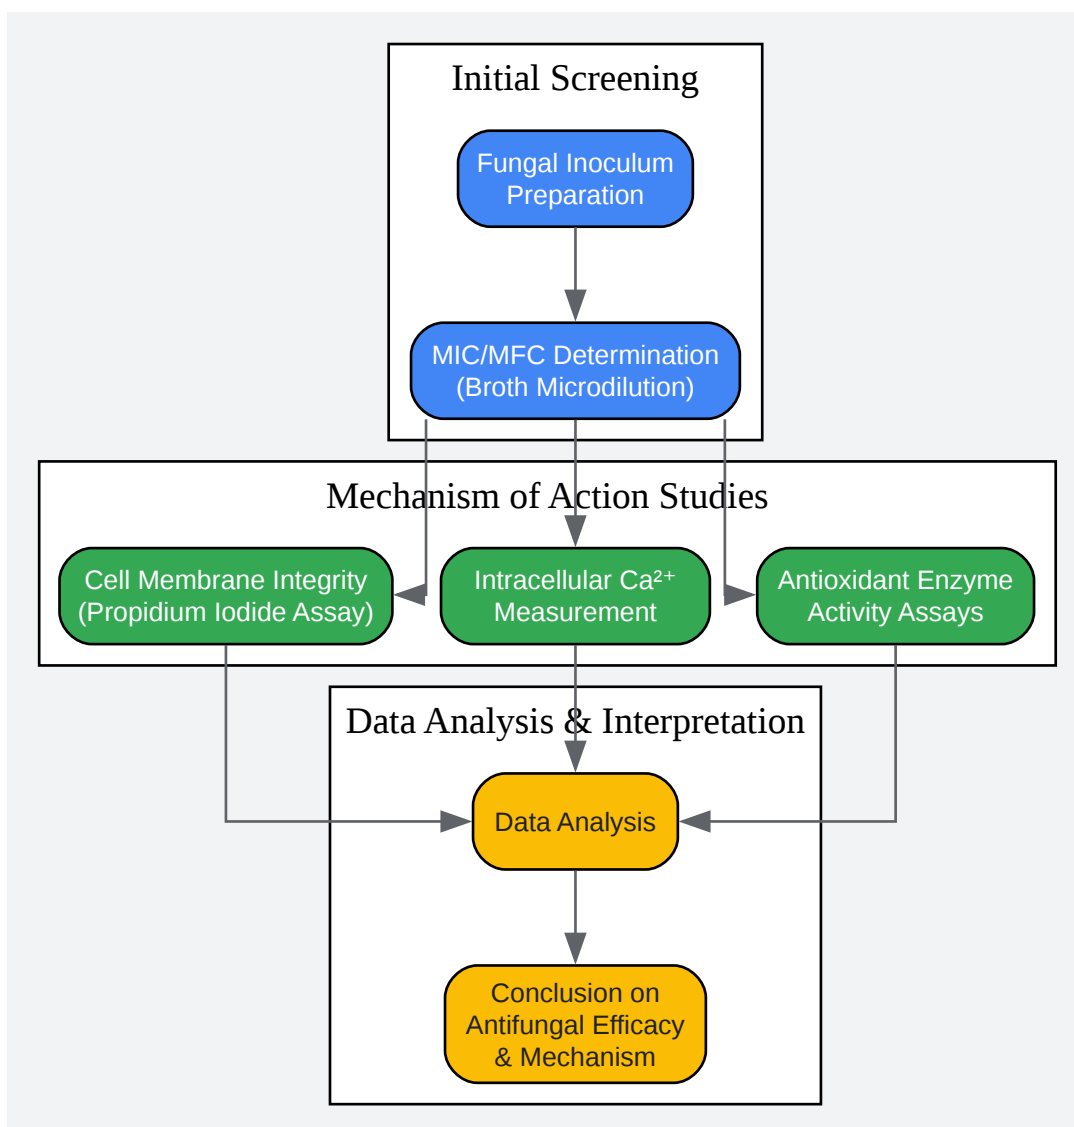 Initial Screening
Fungal Inoculum
Preparation
MIC/MFC Determination
(Broth Microdilution)
Mechanism of Action Studies
Cell Membrane Integrity
(Propidium Iodide Assay)
Intracellular Ca²⁺
Measurement
Antioxidant Enzyme
Activity Assays
Data Analysis & Interpretation
Data Analysis
Conclusion on
Antifungal Efficacy
& Mechanism